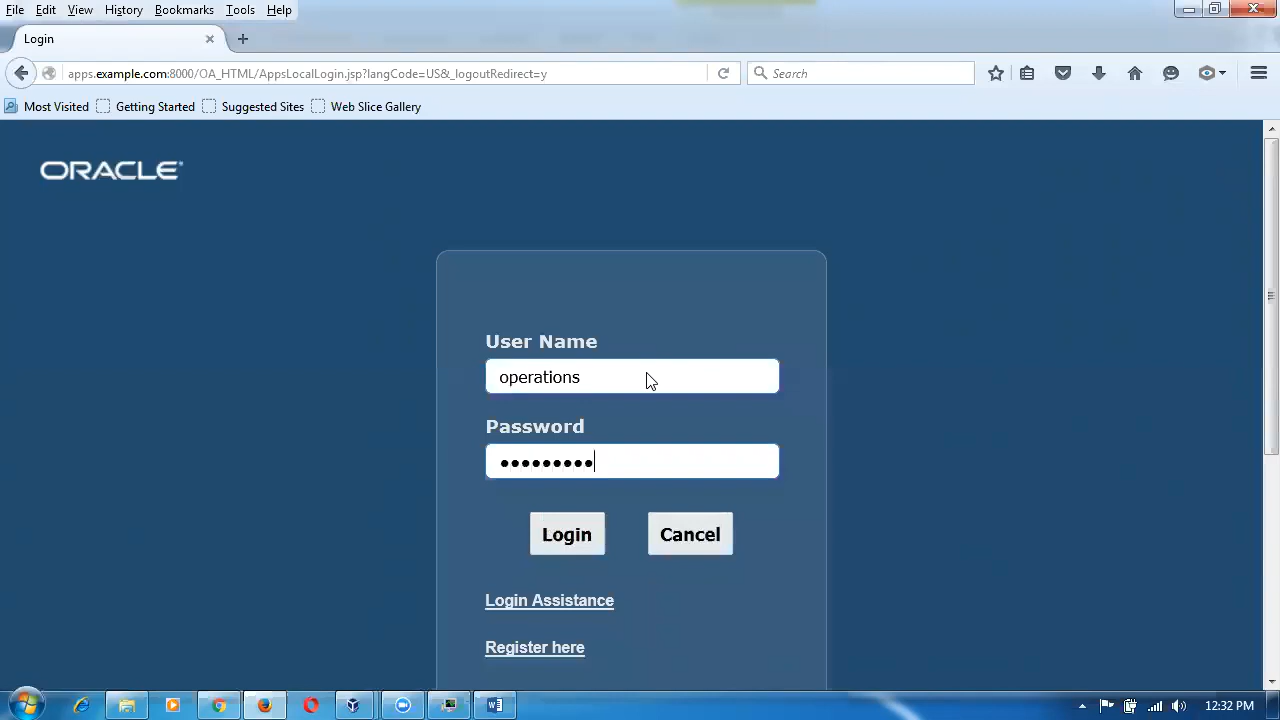 File Edit View History Bookmarks Tools Help
Login
apps.example.com:8000/OA_HTML/AppsLocalLogin.jsp?langCode=US&_logoutRedirect=y
Search
Most Visited Getting Started Suggested Sites Web Slice Gallery
ORACLE
User Name
operations
Password
Login Cancel
Login Assistance
Register here
12:32 PM